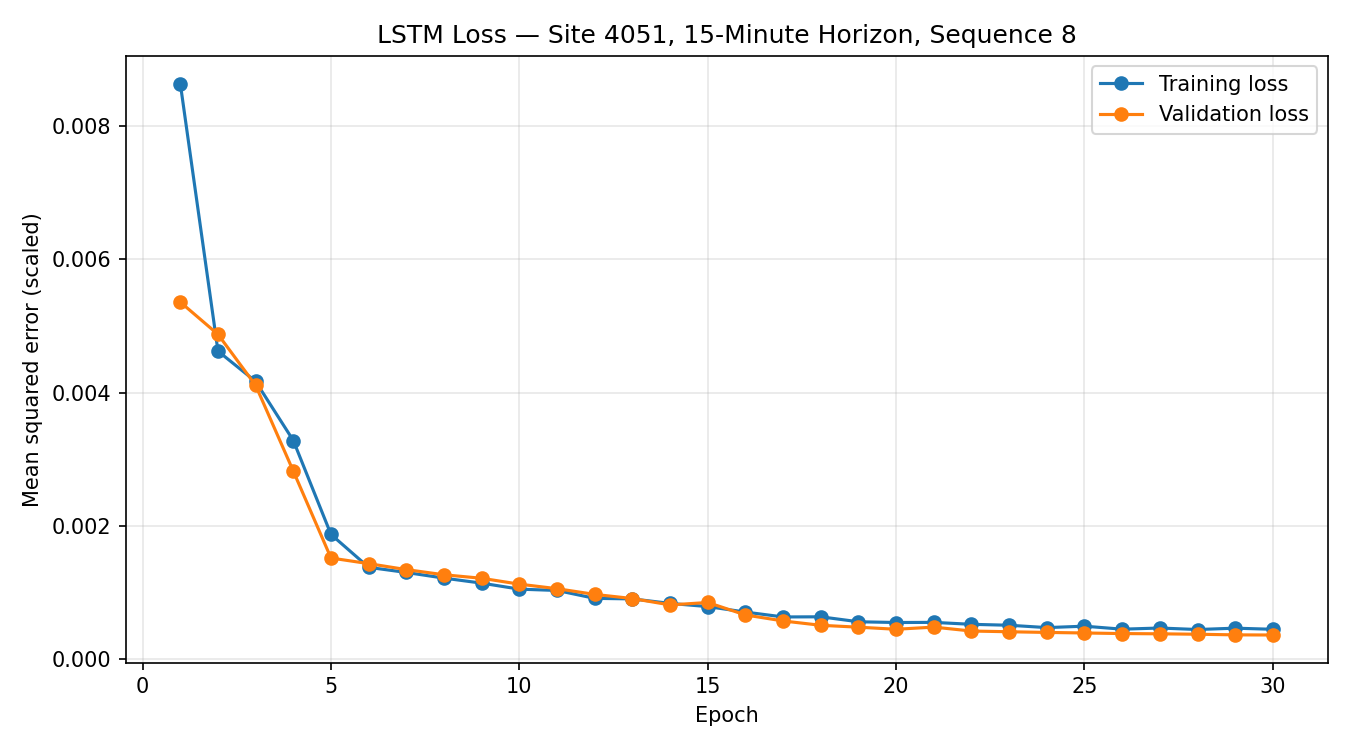 LSTM Loss — Site 4051, 15-Minute Horizon, Sequence 8
Training loss
Validation loss
Mean squared error (scaled)
0.008
0.006
0.004
0.002
0.000
0 5 10 15 20 25 30
Epoch